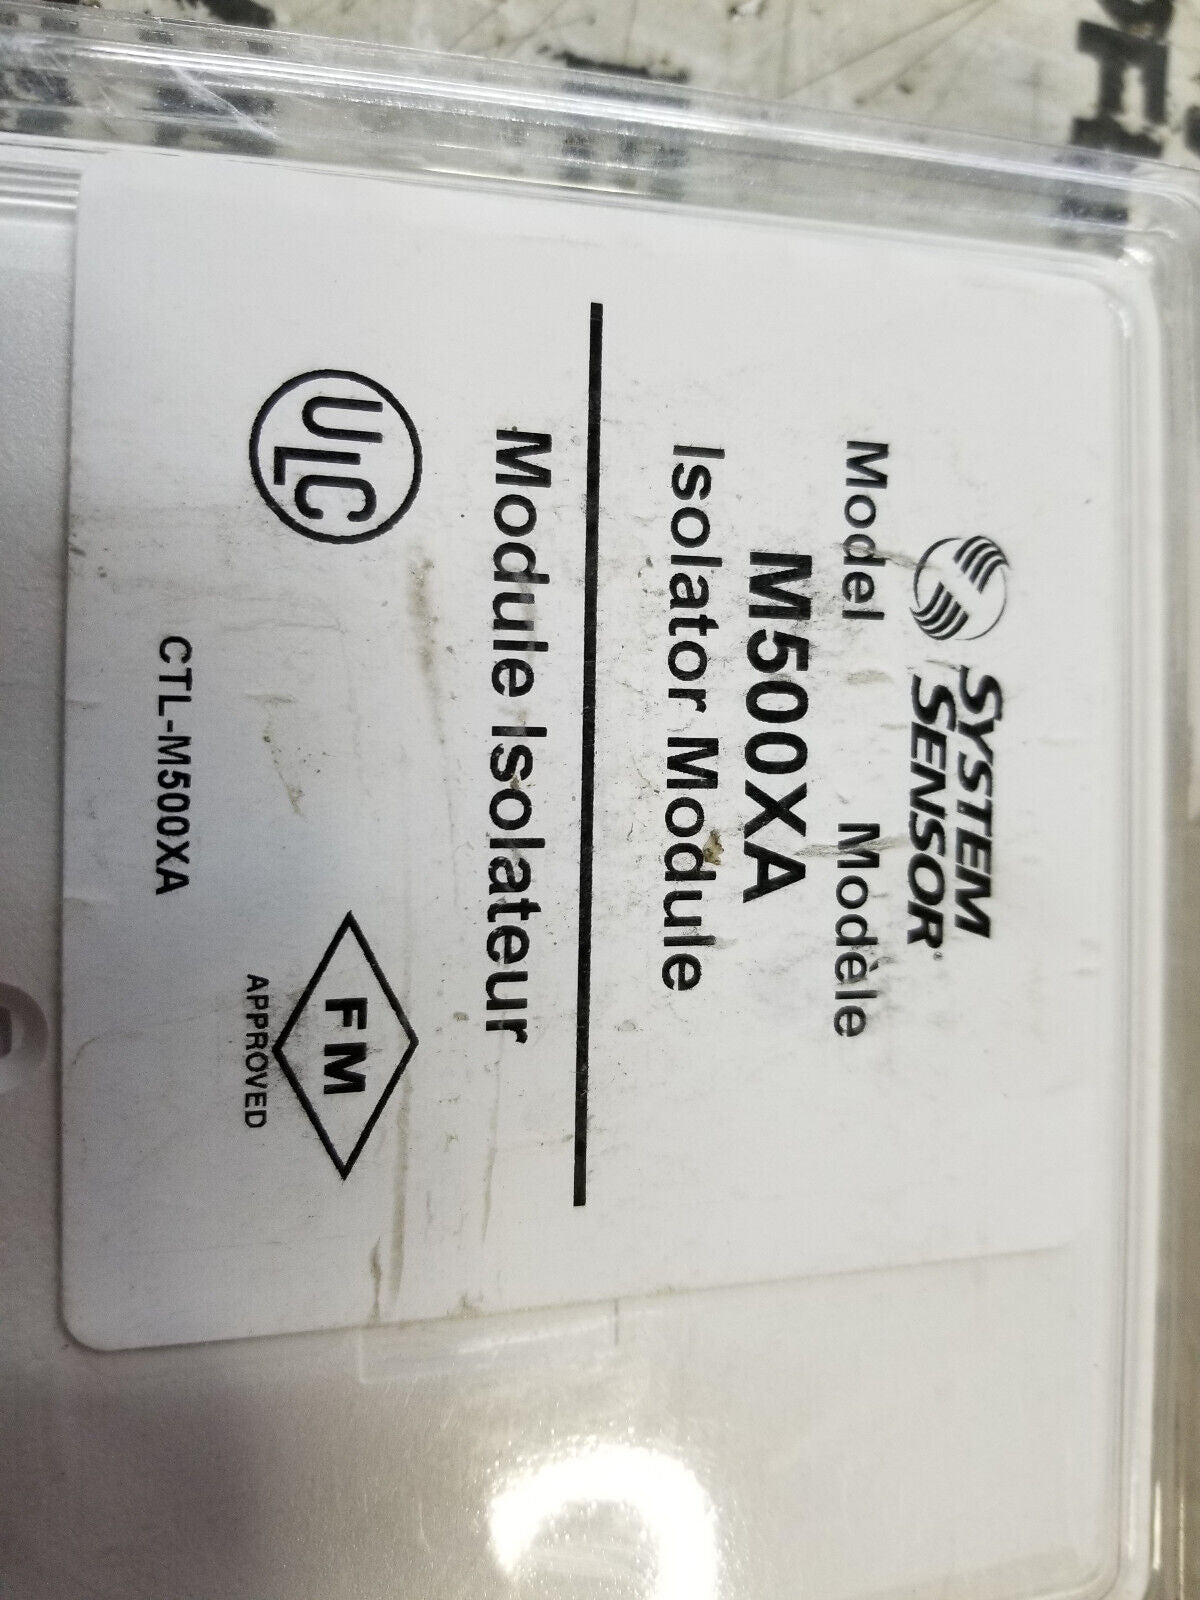 SYSTEM
SENSOR®
Model Modèle
M500XA
Isolator Module
Module Isolateur
ULC
FM
APPROVED
CTL-M500XA